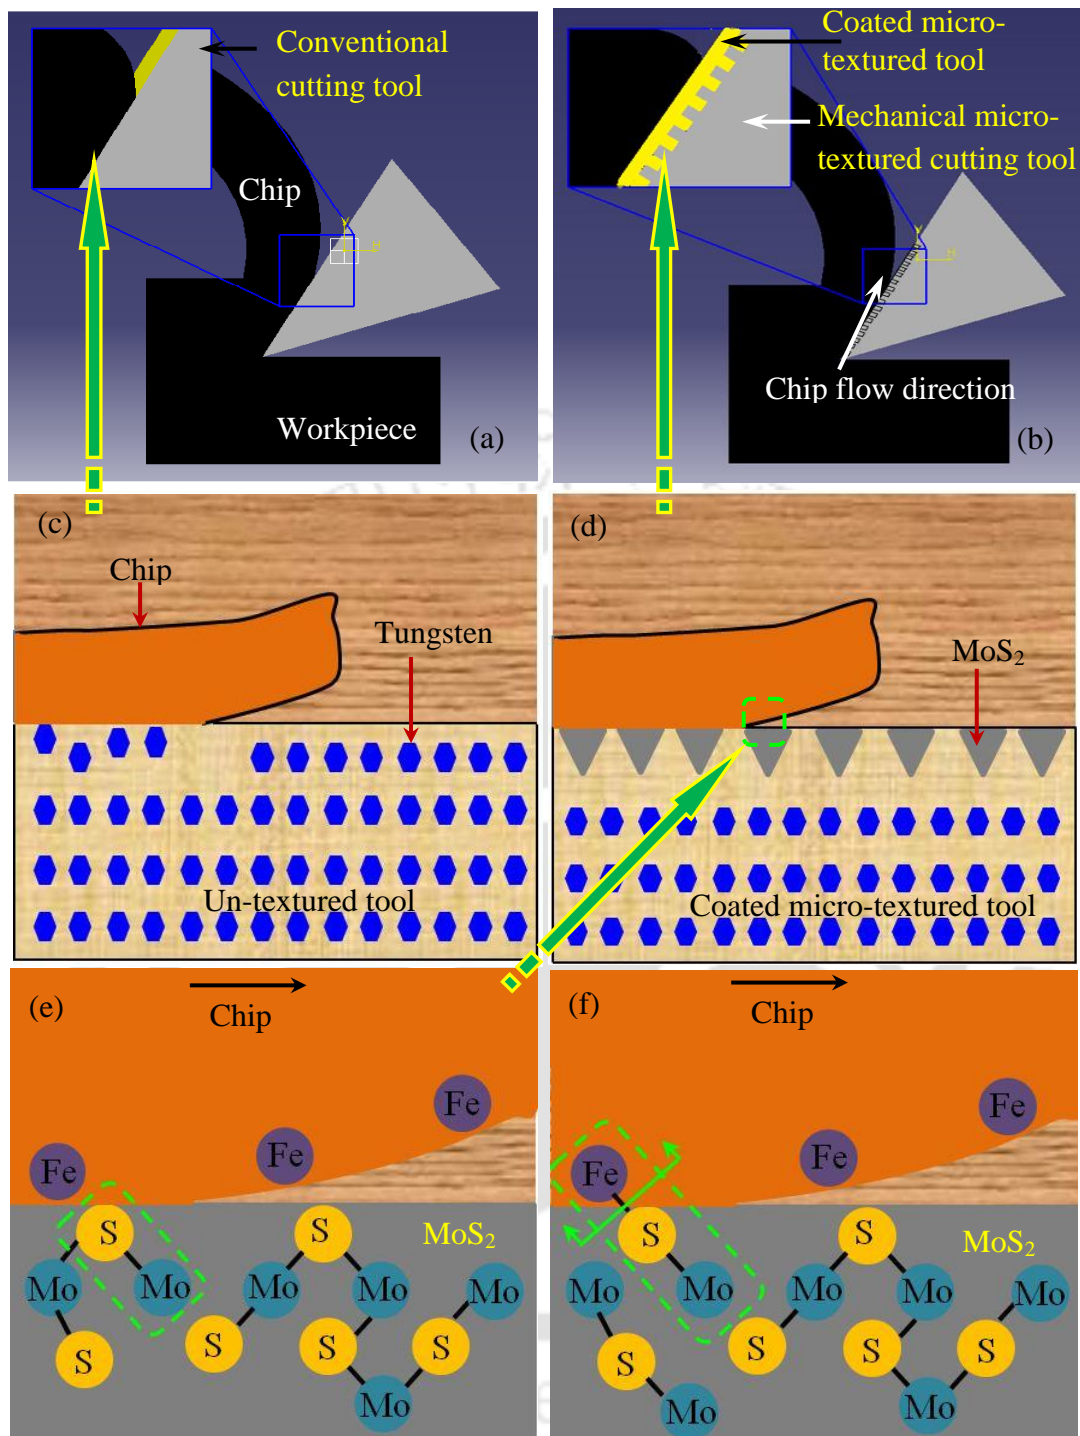 Conventional
cutting tool
Chip
Workpiece
(a)
Coated micro-
textured tool
Mechanical micro-
textured cutting tool
Chip flow direction
(b)
(c)
Chip
Tungsten
Un-textured tool
(d)
MoS2
Coated micro-textured tool
(e)
Chip
Fe
Fe
Fe
S
S
MoS2
Mo
Mo
Mo
Mo
Mo
S
S
S
S
Mo
(f)
Chip
Fe
Fe
Fe
S
S
MoS2
Mo
Mo
Mo
Mo
Mo
S
S
S
S
Mo
Mo